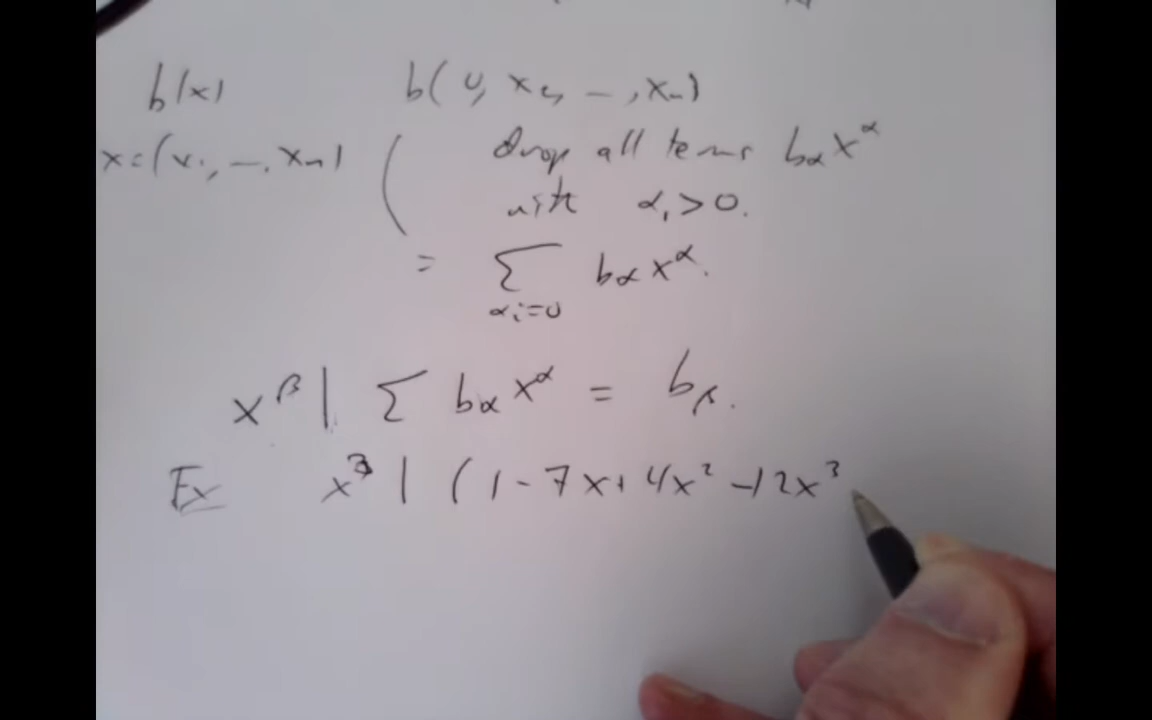 b(x) b(0, x₂, –, xₙ)
x=(x₁, –, xₙ) ( drop all terms b_α x^α
with α₁>0.
= Σ_{α₁=0} b_α x^α.
x^β | Σ b_α x^α = b_β.
Ex x³ | (1-7x+4x²-12x³